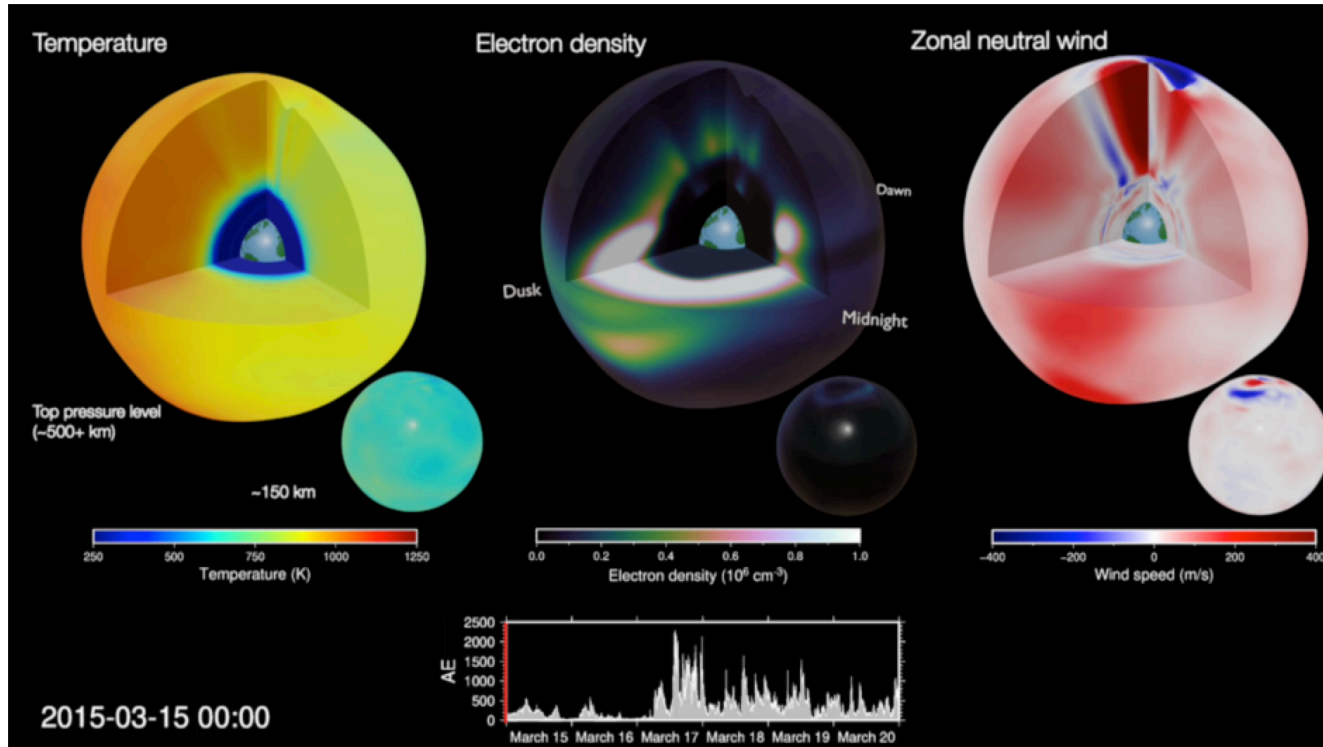 Temperature
Electron density
Zonal neutral wind
Dawn
Dusk
Midnight
Top pressure level
(~500+ km)
~150 km
250 500 750 1000 1250
Temperature (K)
0.0 0.2 0.4 0.6 0.8 1.0
Electron density (10⁶ cm⁻³)
−400 −200 0 200 400
Wind speed (m/s)
AE
2500
2000
1500
1000
500
0
March 15 March 16 March 17 March 18 March 19 March 20
2015-03-15 00:00